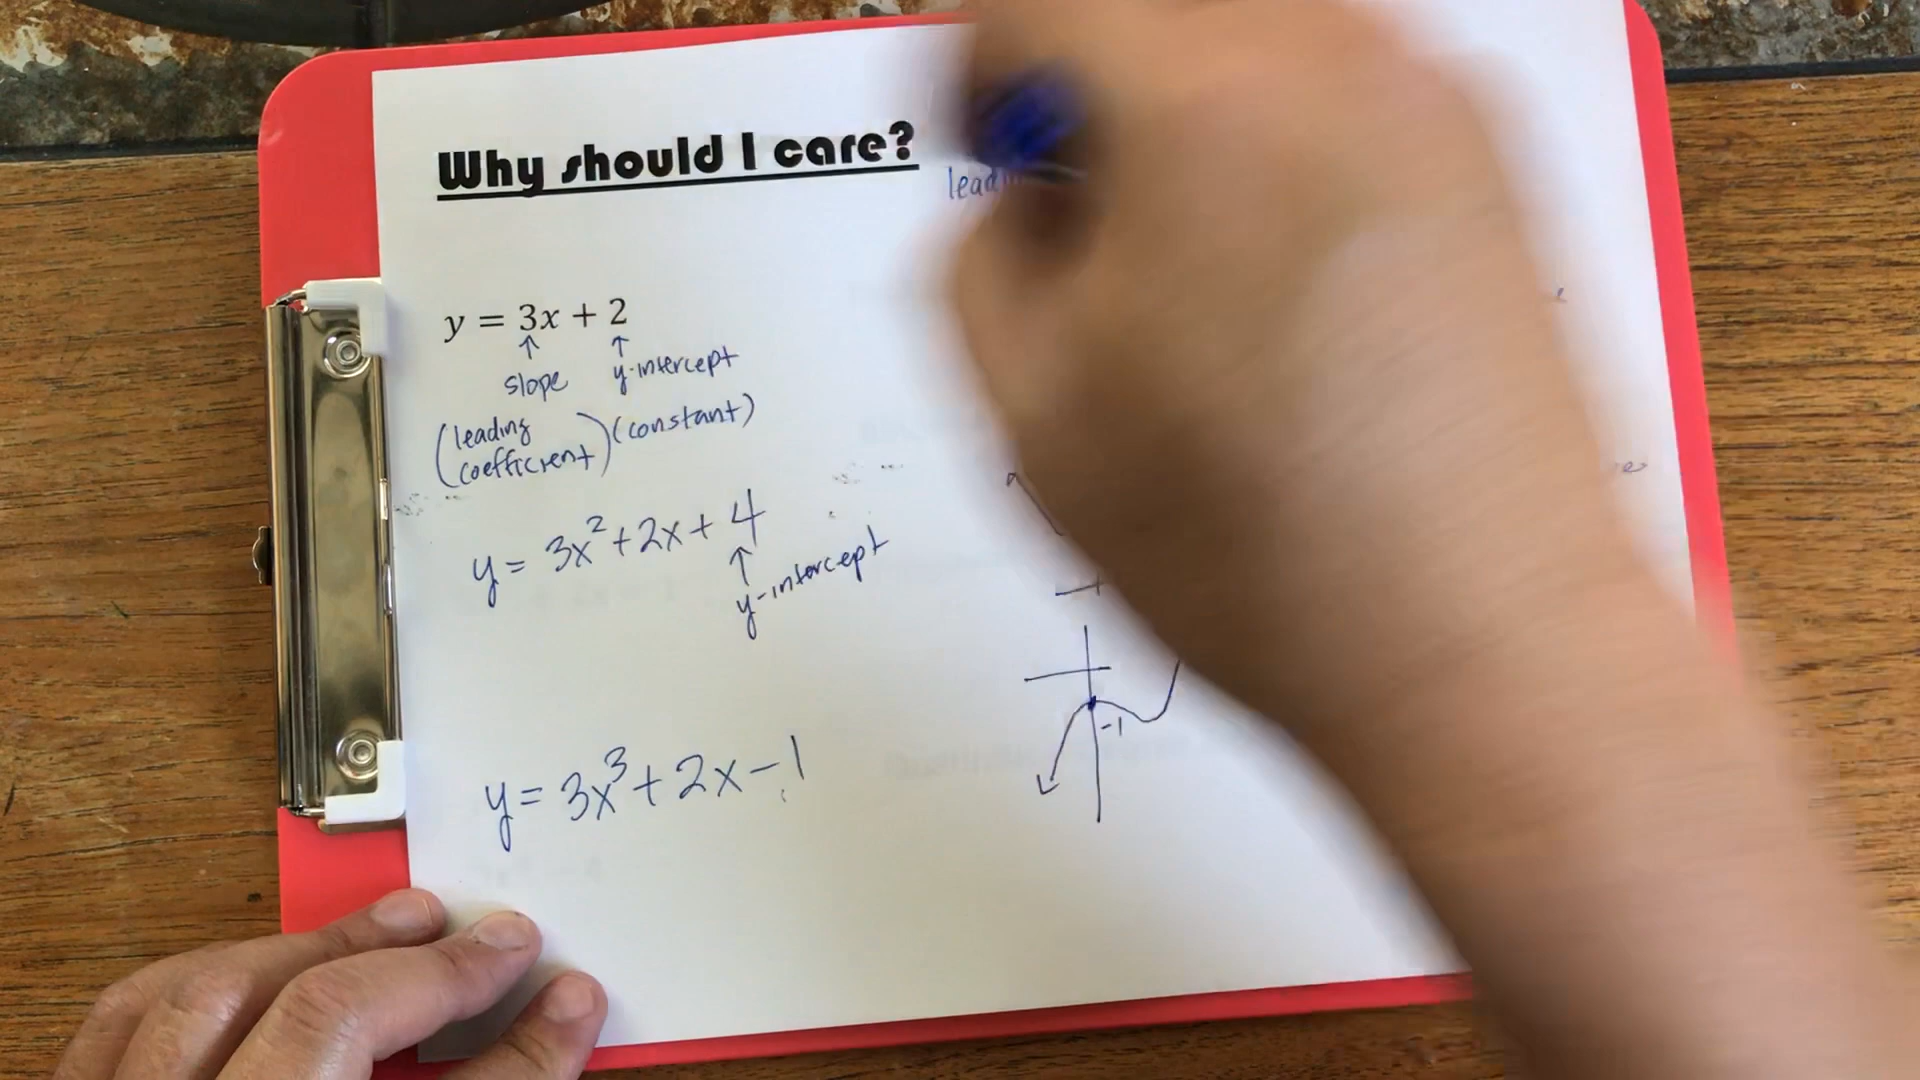 Why should I care?
y = 3x + 2
↑ ↑
slope y-intercept
(leading coefficient) (constant)
y = 3x² + 2x + 4
↑
y-intercept
y = 3x³ + 2x - 1
-1